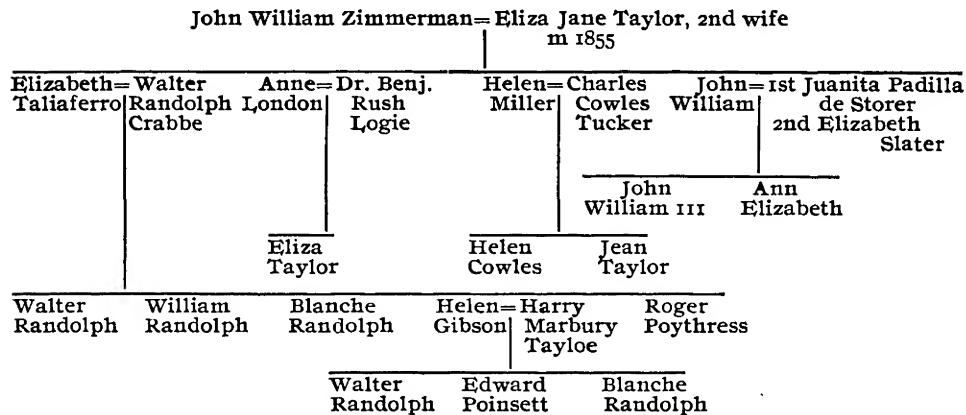 John William Zimmerman= Eliza Jane Taylor, 2nd wife
m 1855
Elizabeth= Walter Anne= Dr. Benj. Helen= Charles John= 1st Juanita Padilla
Taliaferro Randolph London Rush Miller Cowles William de Storer
Crabbe Logie Tucker 2nd Elizabeth
Slater
John Ann
William III Elizabeth
Eliza Helen Jean
Taylor Cowles Taylor
Walter William Blanche Helen= Harry Roger
Randolph Randolph Randolph Gibson Marbury Poythress
Tayloe
Walter Edward Blanche
Randolph Poinsett Randolph